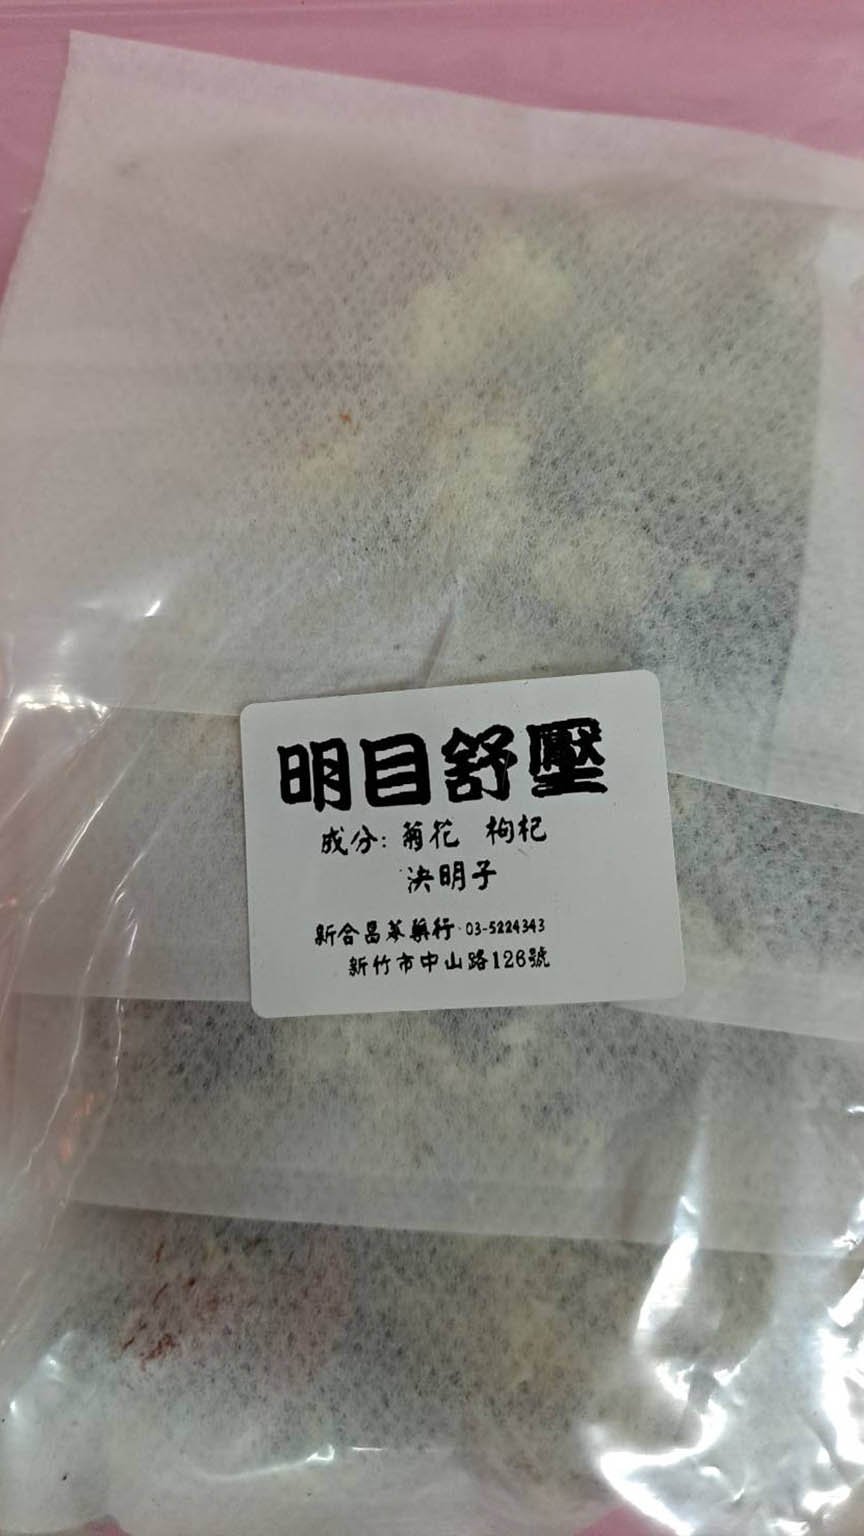 明目舒壓
成分: 菊花 枸杞
決明子
新合昌蔘藥行 03-5224343
新竹市中山路126號